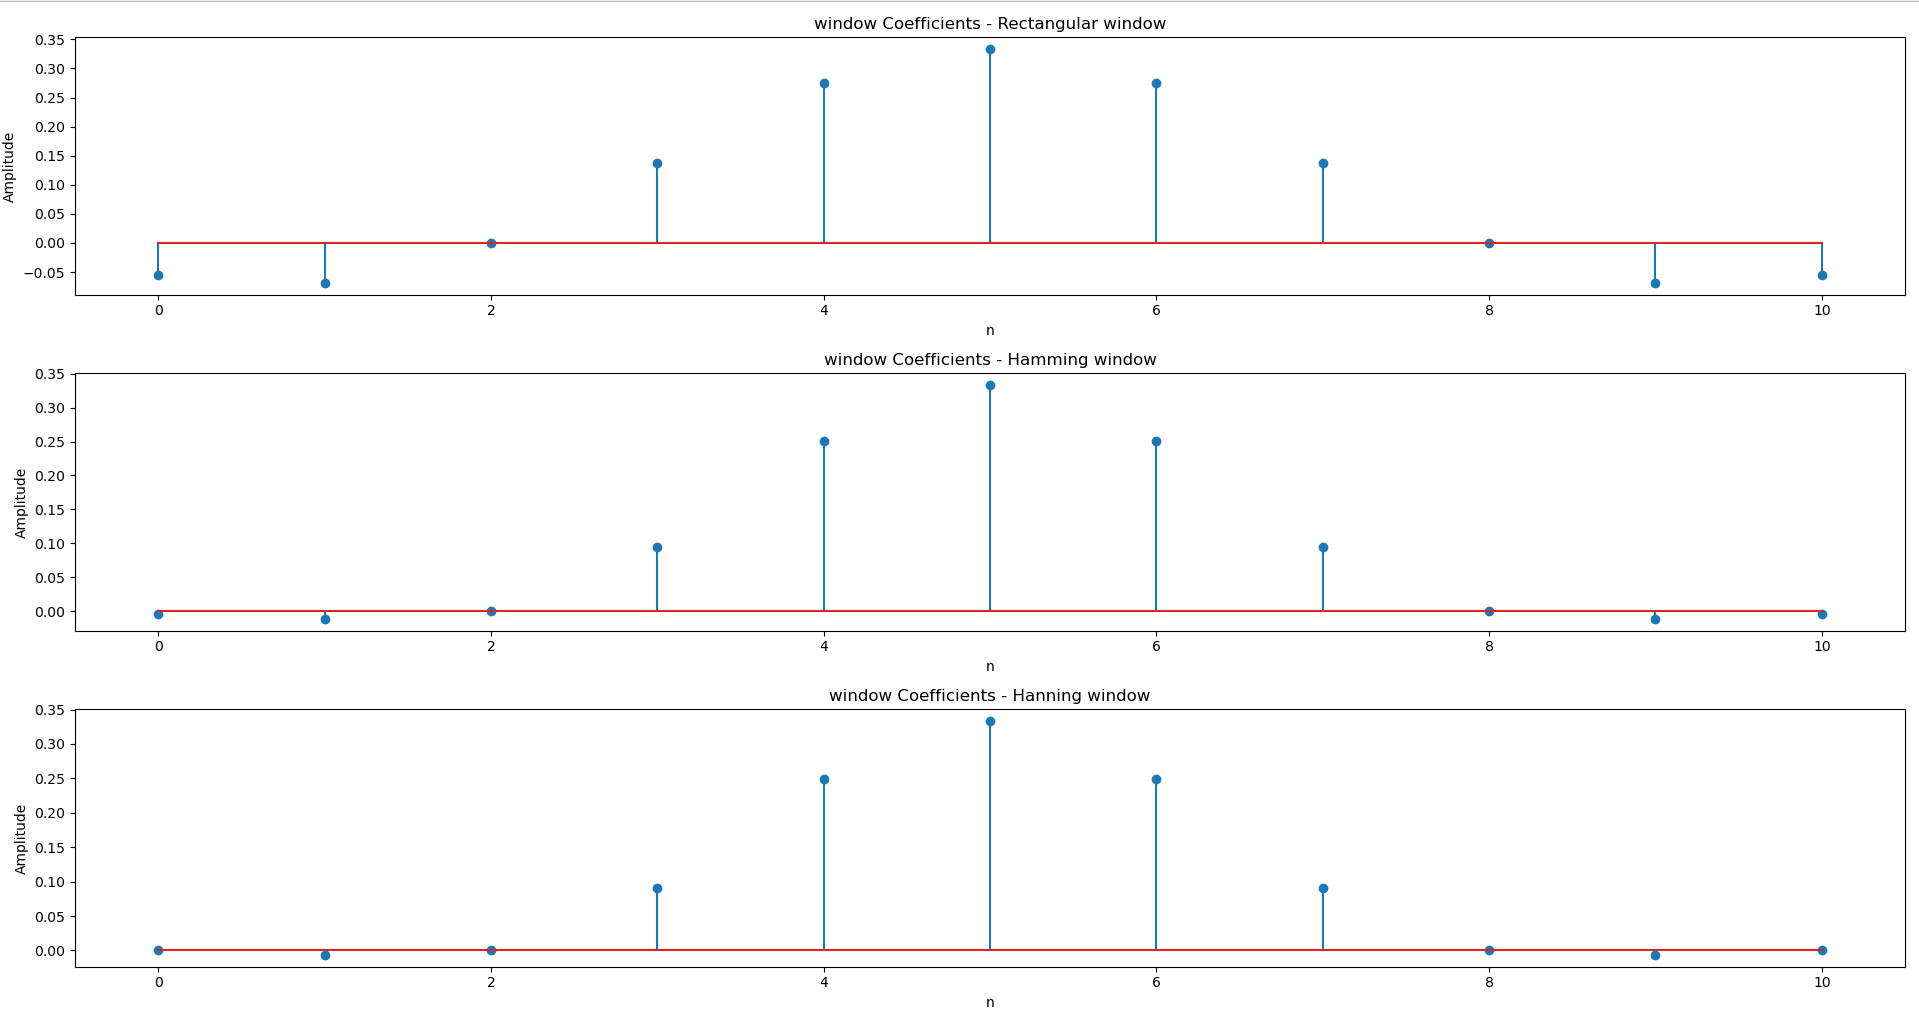 window Coefficients - Rectangular window
0.35
0.30
0.25
0.20
0.15
0.10
0.05
0.00
−0.05
Amplitude
0 2 4 6 8 10
n
window Coefficients - Hamming window
0.35
0.30
0.25
0.20
0.15
0.10
0.05
0.00
Amplitude
0 2 4 6 8 10
n
window Coefficients - Hanning window
0.35
0.30
0.25
0.20
0.15
0.10
0.05
0.00
Amplitude
0 2 4 6 8 10
n